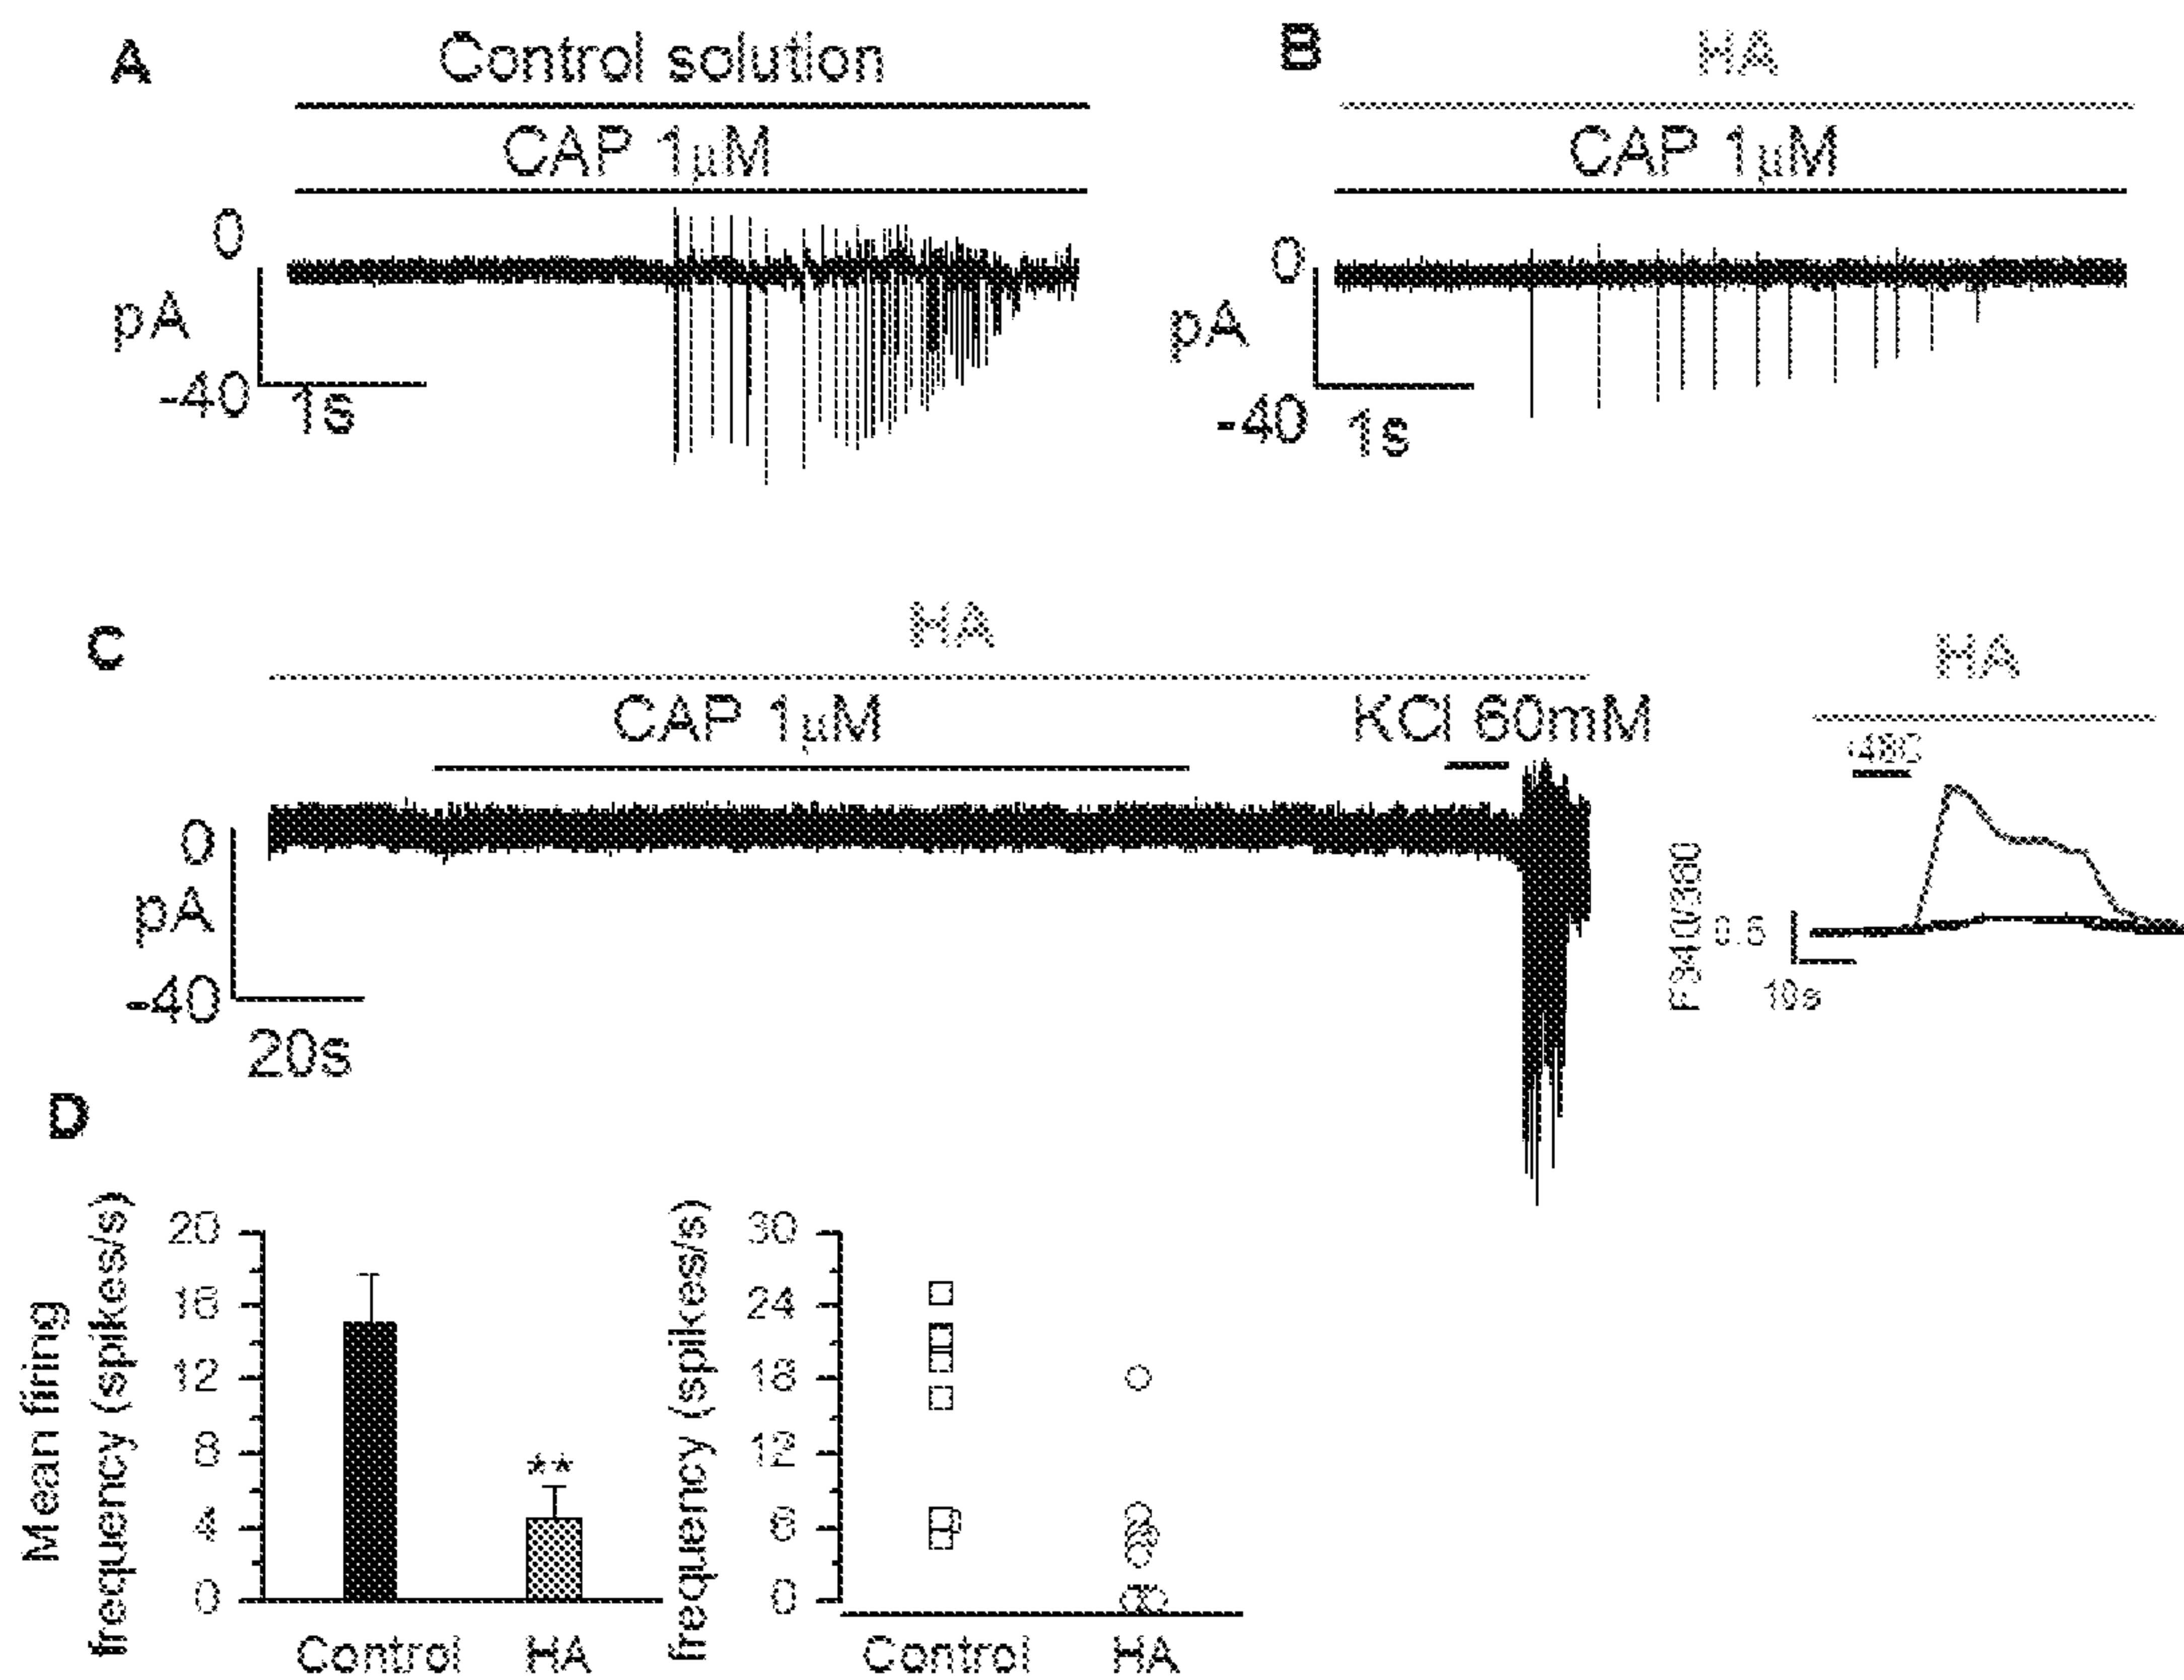 A
Control solution
CAP 1µM
0
pA
-40
1s
B
HA
CAP 1µM
0
pA
-40
1s
C
HA
CAP 1µM
KCl 60mM
0
pA
-40
20s
HA
F340/380
10s
D
Mean firing
frequency (spikes/s)
20
16
12
8
4
0
**
Control
HA
frequency (spikes/s)
30
24
18
12
6
0
Control
HA